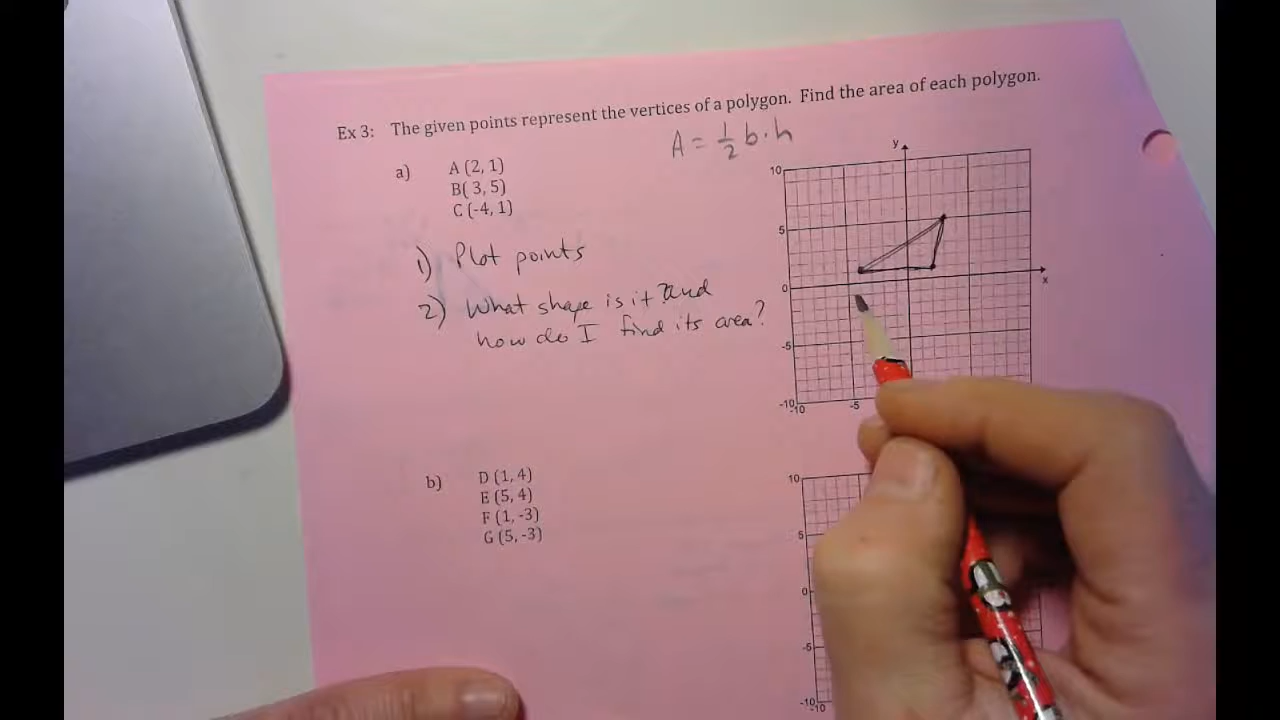 Ex 3: The given points represent the vertices of a polygon. Find the area of each polygon.
A = 1/2 b·h
a) A (2, 1)
B( 3, 5)
C (-4, 1)
1) Plot points
2) What shape is it and
how do I find its area?
y
10
5
0
x
-5
-10
-10
-5
b) D (1, 4)
E (5, 4)
F (1, -3)
G (5, -3)
10
5
0
-5
-10
-10